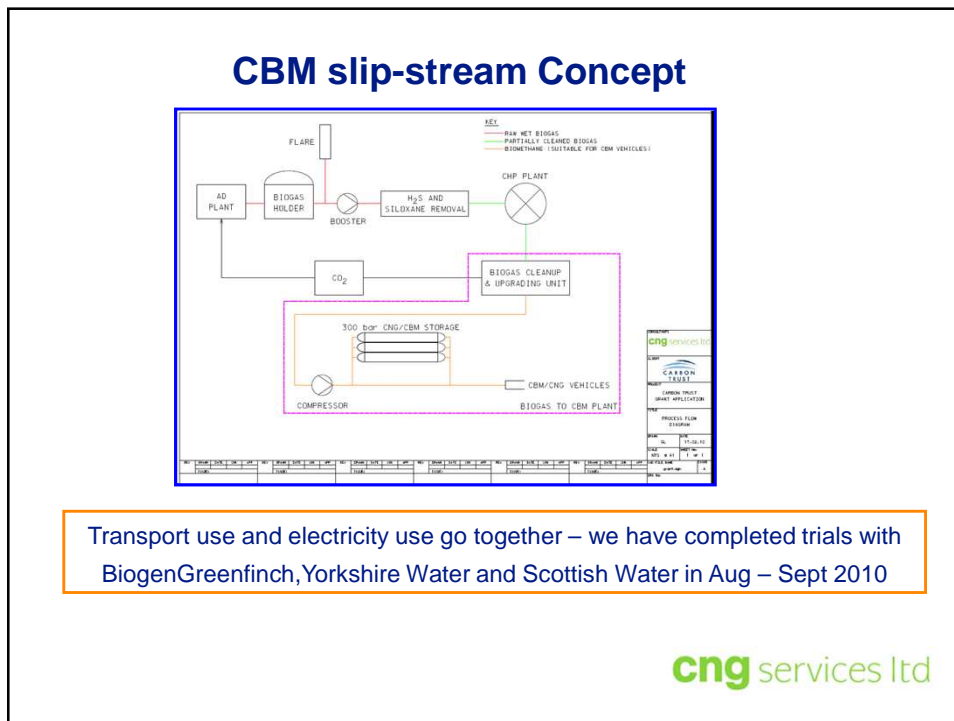 CBM slip-stream Concept
KEY
RAW WET BIOGAS
PARTIALLY CLEANED BIOGAS
BIOMETHANE (SUITABLE FOR CBM VEHICLES)
FLARE
CHP PLANT
AD
PLANT
BIOGAS
HOLDER
BOOSTER
H2S AND
SILOXANE REMOVAL
CO2
BIOGAS CLEANUP
& UPGRADING UNIT
300 bar CNG/CBM STORAGE
COMPRESSOR
CBM/CNG VEHICLES
BIOGAS TO CBM PLANT
cng services ltd
CARBON
TRUST
CARBON TRUST
GRANT APPLICATION
PROCESS FLOW
DIAGRAM
Transport use and electricity use go together – we have completed trials with
BiogenGreenfinch,Yorkshire Water and Scottish Water in Aug – Sept 2010
cng services ltd